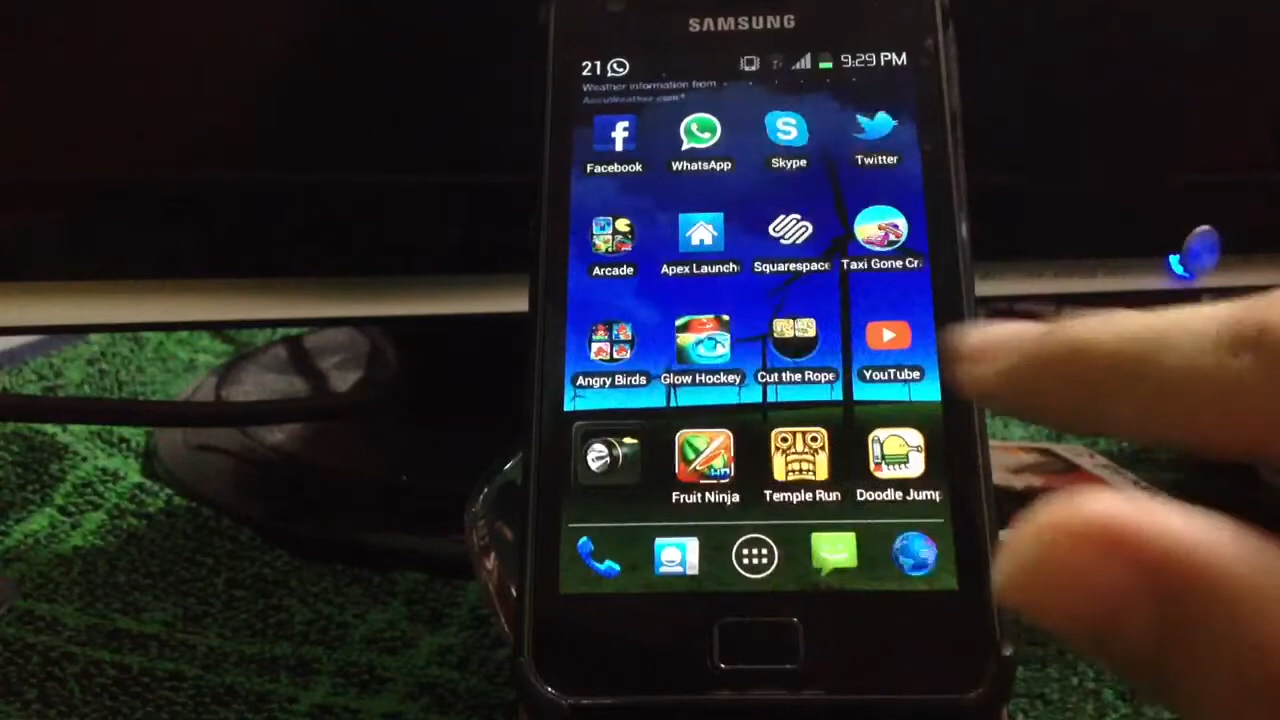 SAMSUNG
21 9:29 PM
Weather information from
AccuWeather.com*
Facebook WhatsApp Skype Twitter
Arcade Apex Launch Squarespace Taxi Gone Cr
Angry Birds Glow Hockey Cut the Rope YouTube
Fruit Ninja Temple Run Doodle Jump